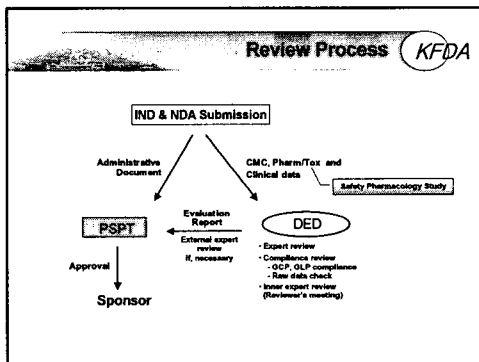 Review Process
KFDA
IND & NDA Submission
Administrative
Document
CMC, Pharm/Tox and
Clinical data
Safety Pharmacology Study
Evaluation
Report
PSPT
DED
External expert
review
if, necessary
· Expert review
· Compliance review
- GCP, GLP compliance
- Raw data check
· Inner expert review
(Reviewer's meeting)
Approval
Sponsor